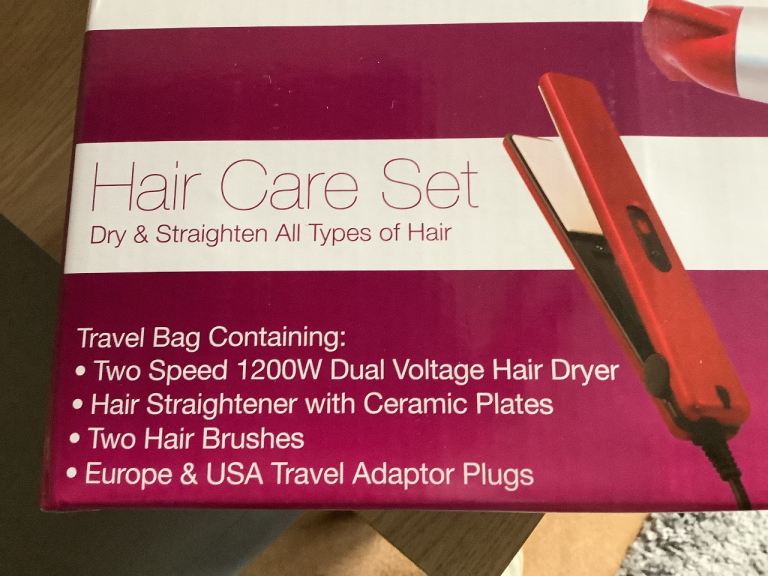 Hair Care Set
Dry & Straighten All Types of Hair
Travel Bag Containing:
• Two Speed 1200W Dual Voltage Hair Dryer
• Hair Straightener with Ceramic Plates
• Two Hair Brushes
• Europe & USA Travel Adaptor Plugs